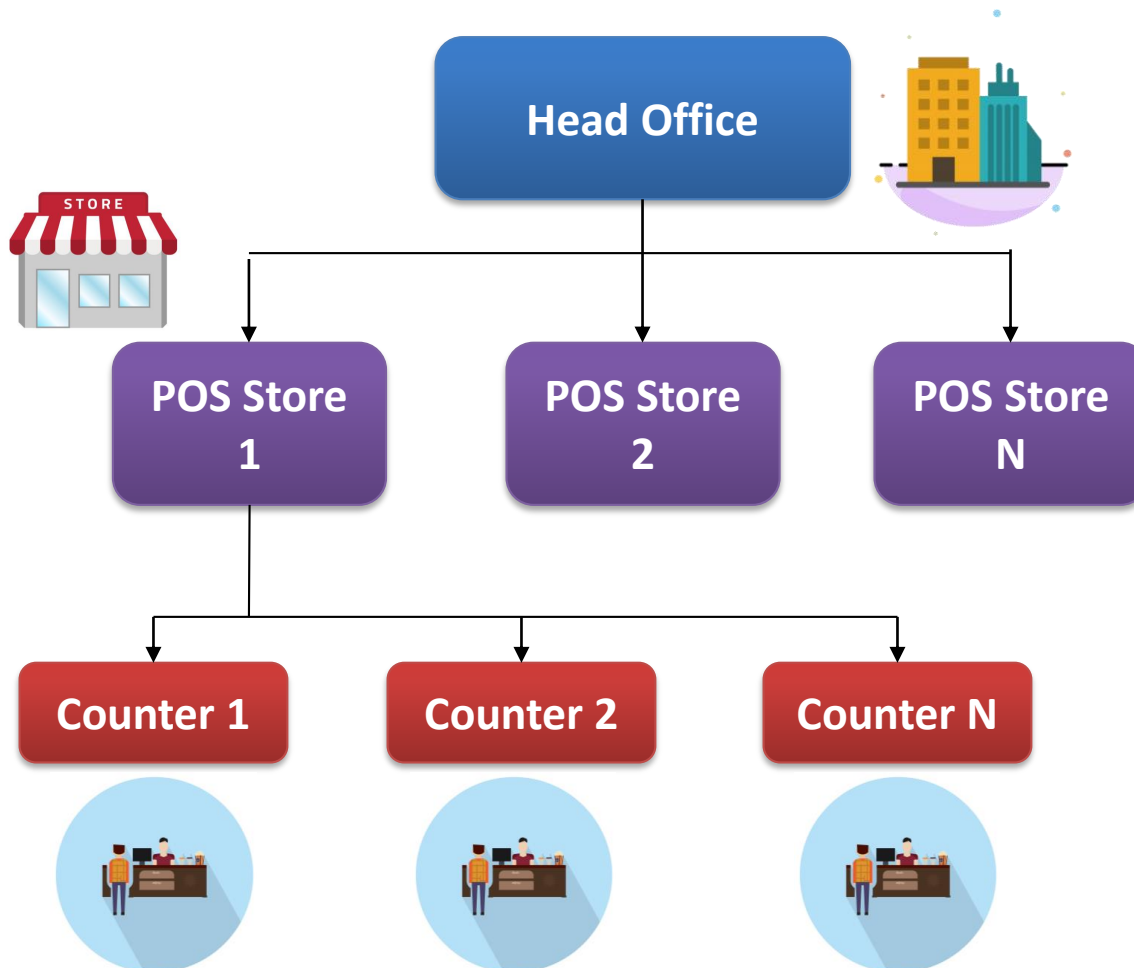 Head Office
STORE
POS Store
1
POS Store
2
POS Store
N
Counter 1
Counter 2
Counter N